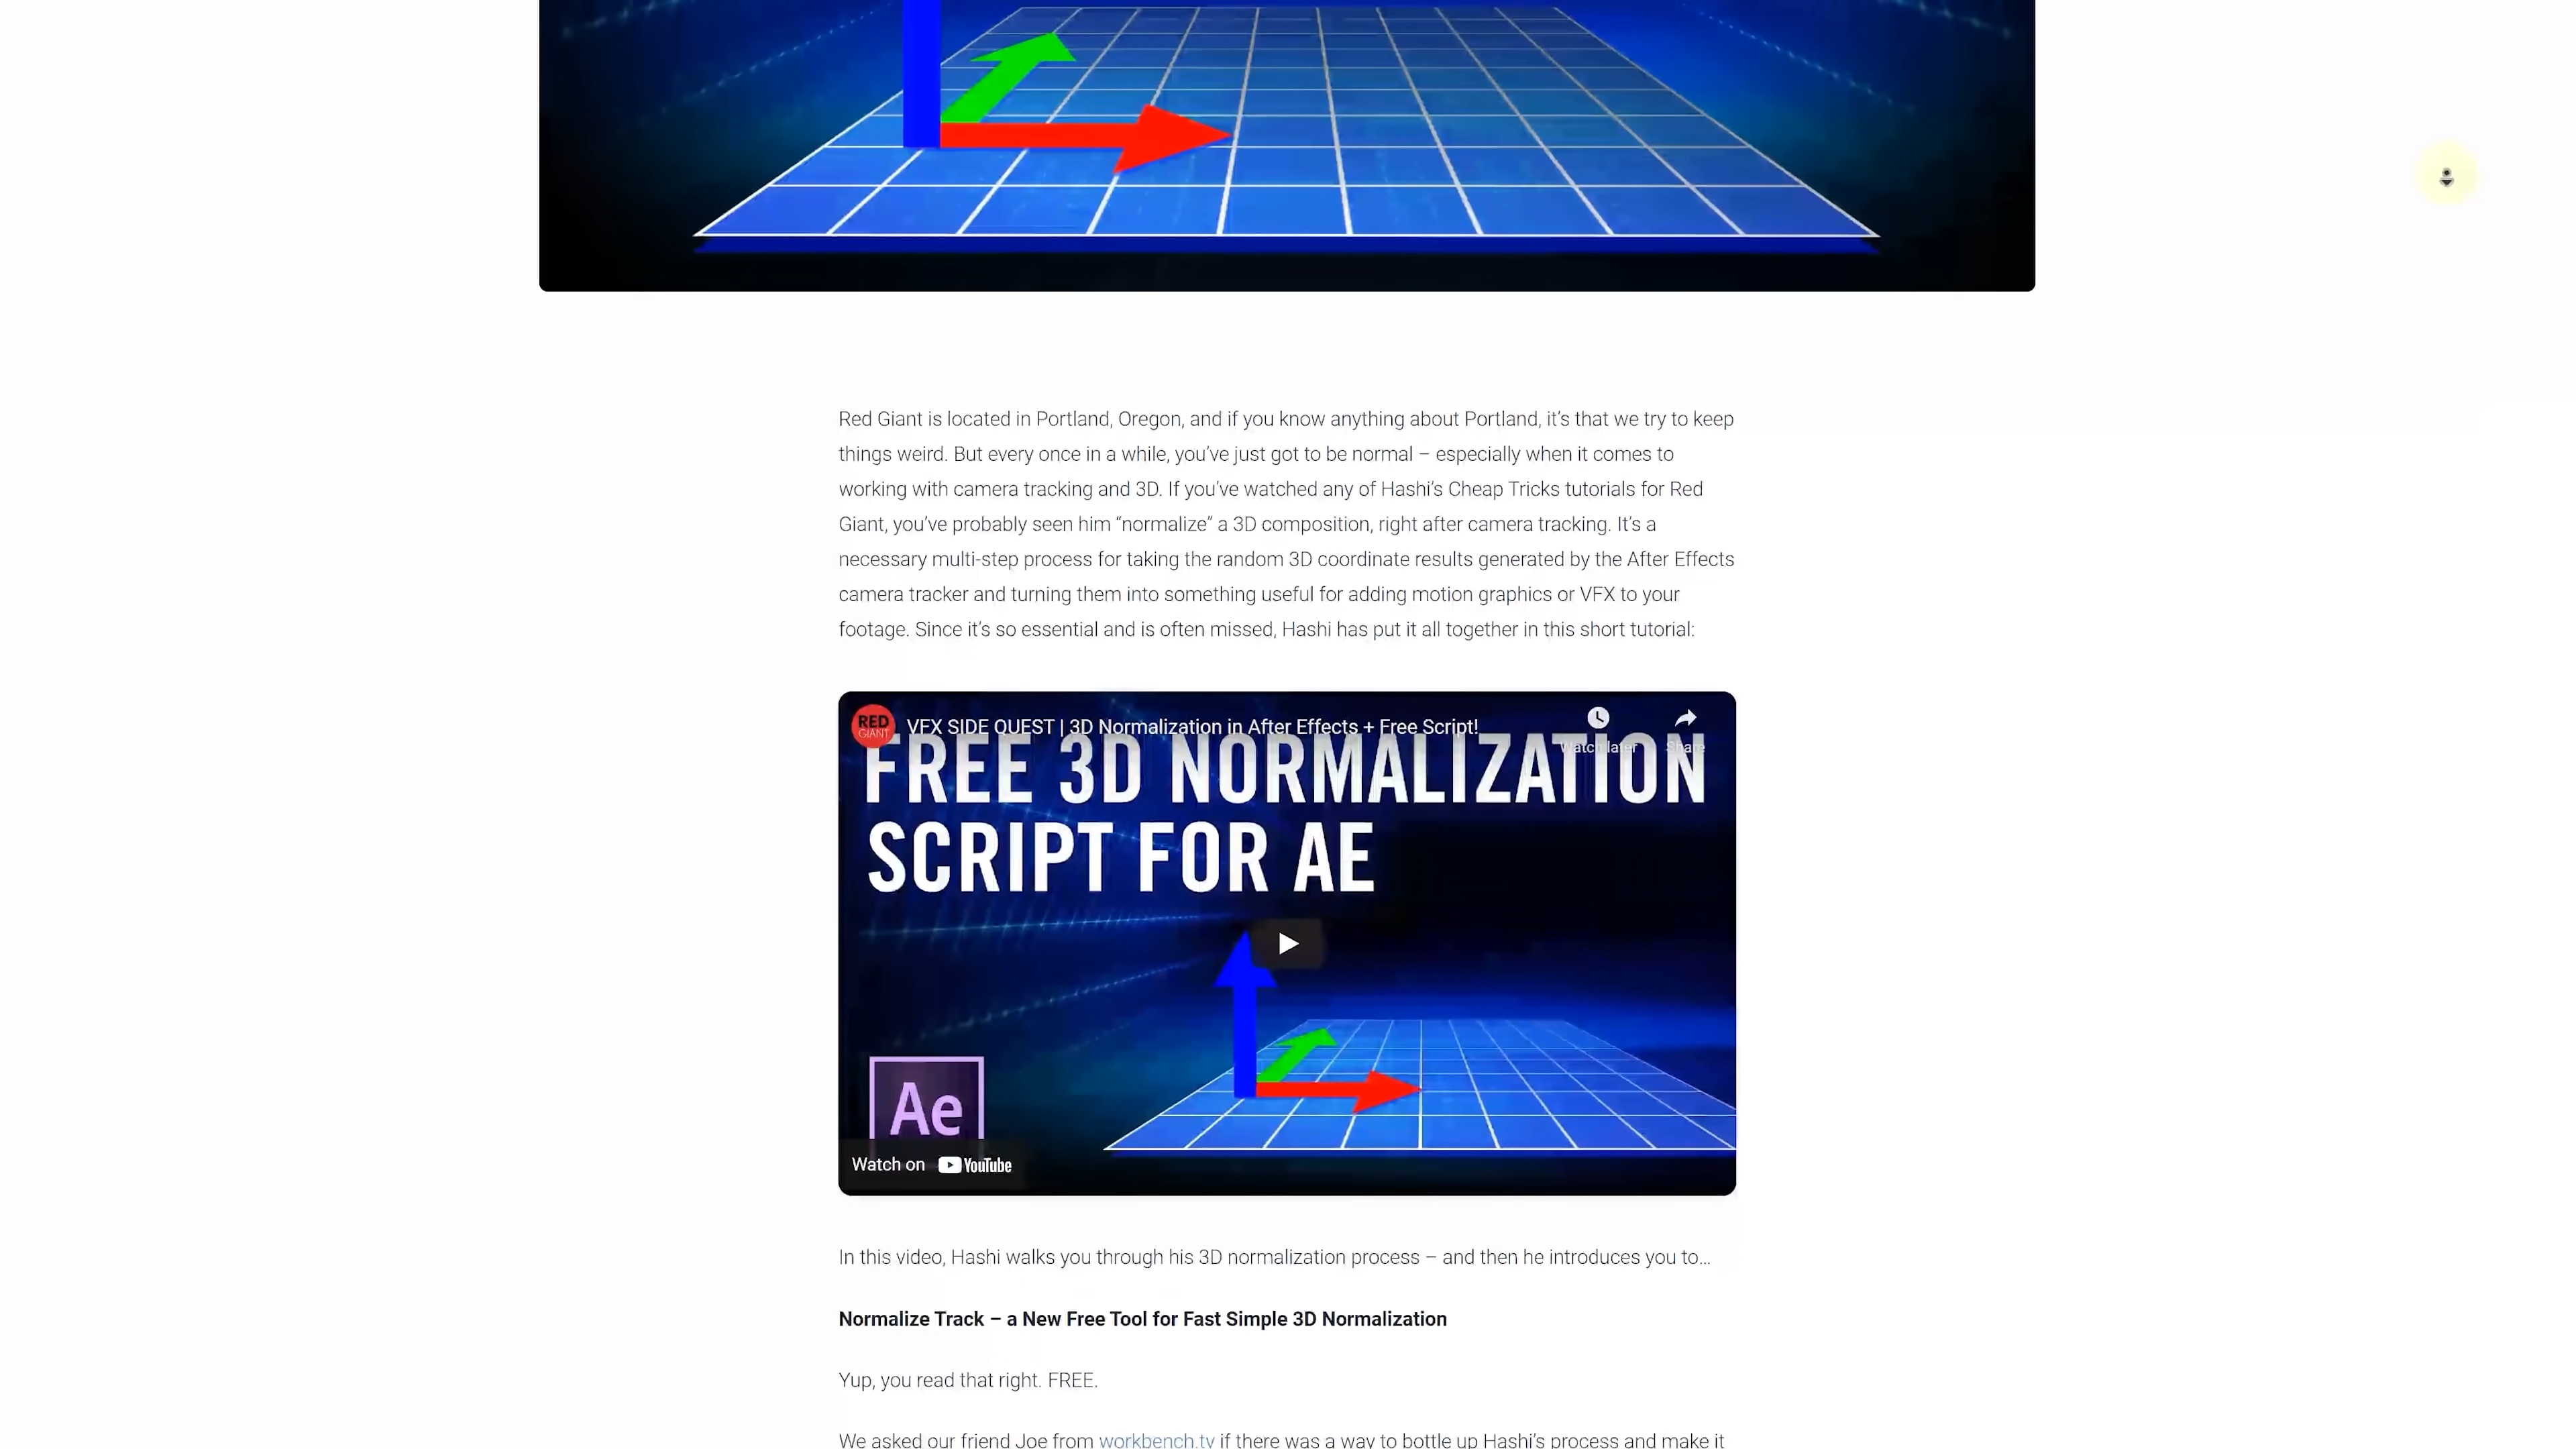 Red Giant is located in Portland, Oregon, and if you know anything about Portland, it’s that we try to keep
things weird. But every once in a while, you’ve just got to be normal – especially when it comes to
working with camera tracking and 3D. If you’ve watched any of Hashi’s Cheap Tricks tutorials for Red
Giant, you’ve probably seen him “normalize” a 3D composition, right after camera tracking. It’s a
necessary multi-step process for taking the random 3D coordinate results generated by the After Effects
camera tracker and turning them into something useful for adding motion graphics or VFX to your
footage. Since it’s so essential and is often missed, Hashi has put it all together in this short tutorial:
RED
GIANT
VFX SIDE QUEST | 3D Normalization in After Effects + Free Script!
Watch later
Share
FREE 3D NORMALIZATION
SCRIPT FOR AE
Ae
Watch on YouTube
In this video, Hashi walks you through his 3D normalization process – and then he introduces you to…
Normalize Track – a New Free Tool for Fast Simple 3D Normalization
Yup, you read that right. FREE.
We asked our friend Joe from workbench.tv if there was a way to bottle up Hashi’s process and make it